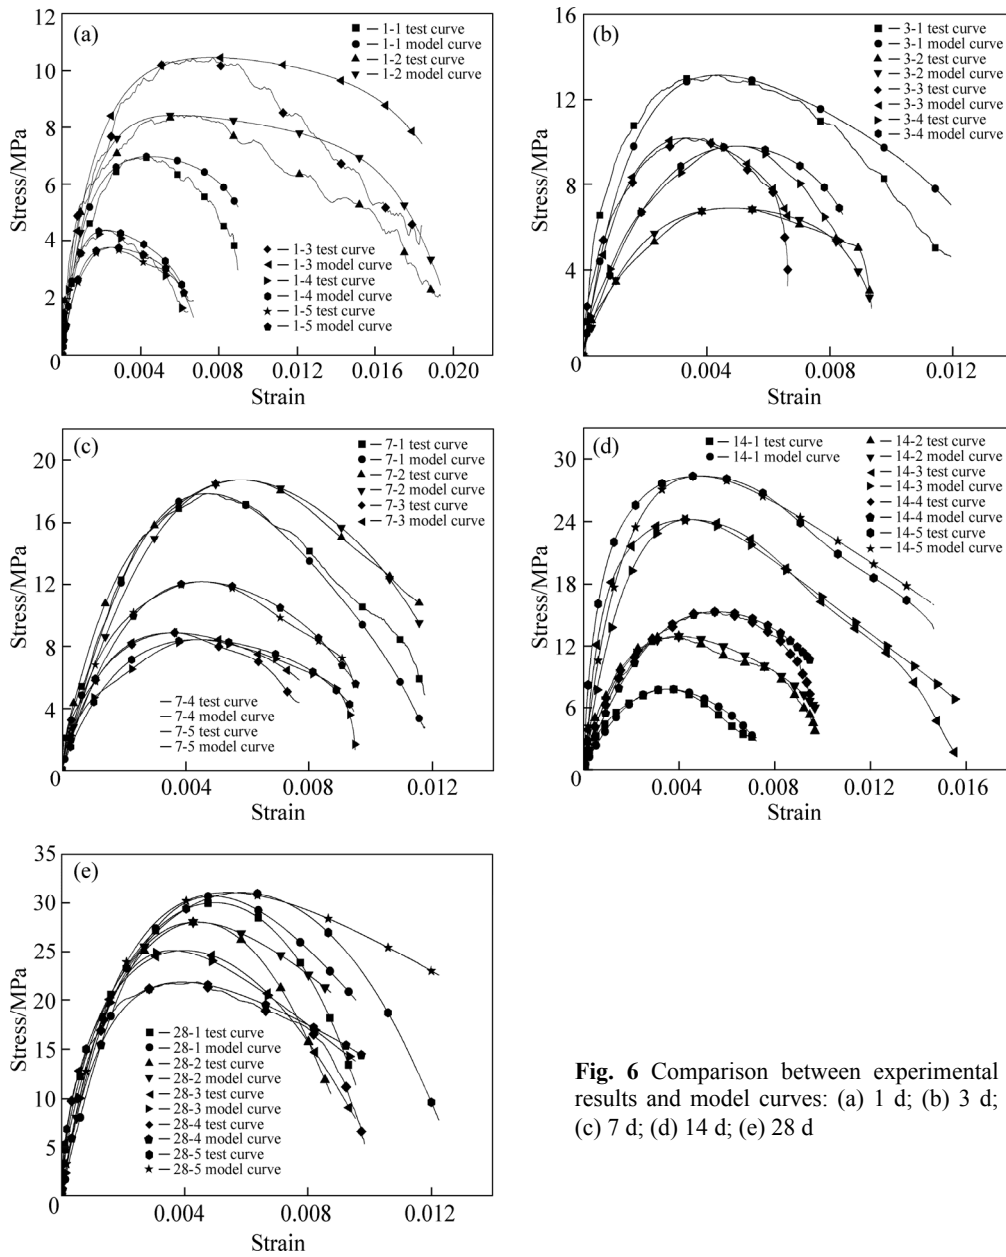 (a)
1-1 test curve
1-1 model curve
1-2 test curve
1-2 model curve
1-3 test curve
1-3 model curve
1-4 test curve
1-4 model curve
1-5 test curve
1-5 model curve
12
10
8
6
4
2
0
0.004 0.008 0.012 0.016 0.020
Stress/MPa
Strain
(b)
3-1 test curve
3-1 model curve
3-2 test curve
3-2 model curve
3-3 test curve
3-3 model curve
3-4 test curve
3-4 model curve
16
12
8
4
0
0.004 0.008 0.012
Stress/MPa
Strain
(c)
7-1 test curve
7-1 model curve
7-2 test curve
7-2 model curve
7-3 test curve
7-3 model curve
7-4 test curve
7-4 model curve
7-5 test curve
7-5 model curve
20
16
12
8
4
0
0.004 0.008 0.012
Stress/MPa
Strain
(d)
14-1 test curve
14-1 model curve
14-2 test curve
14-2 model curve
14-3 test curve
14-3 model curve
14-4 test curve
14-4 model curve
14-5 test curve
14-5 model curve
30
24
18
12
6
0
0.004 0.008 0.012 0.016
Stress/MPa
Strain
(e)
28-1 test curve
28-1 model curve
28-2 test curve
28-2 model curve
28-3 test curve
28-3 model curve
28-4 test curve
28-4 model curve
28-5 test curve
28-5 model curve
35
30
25
20
15
10
5
0
0.004 0.008 0.012
Stress/MPa
Strain
Fig. 6 Comparison between experimental
results and model curves: (a) 1 d; (b) 3 d;
(c) 7 d; (d) 14 d; (e) 28 d